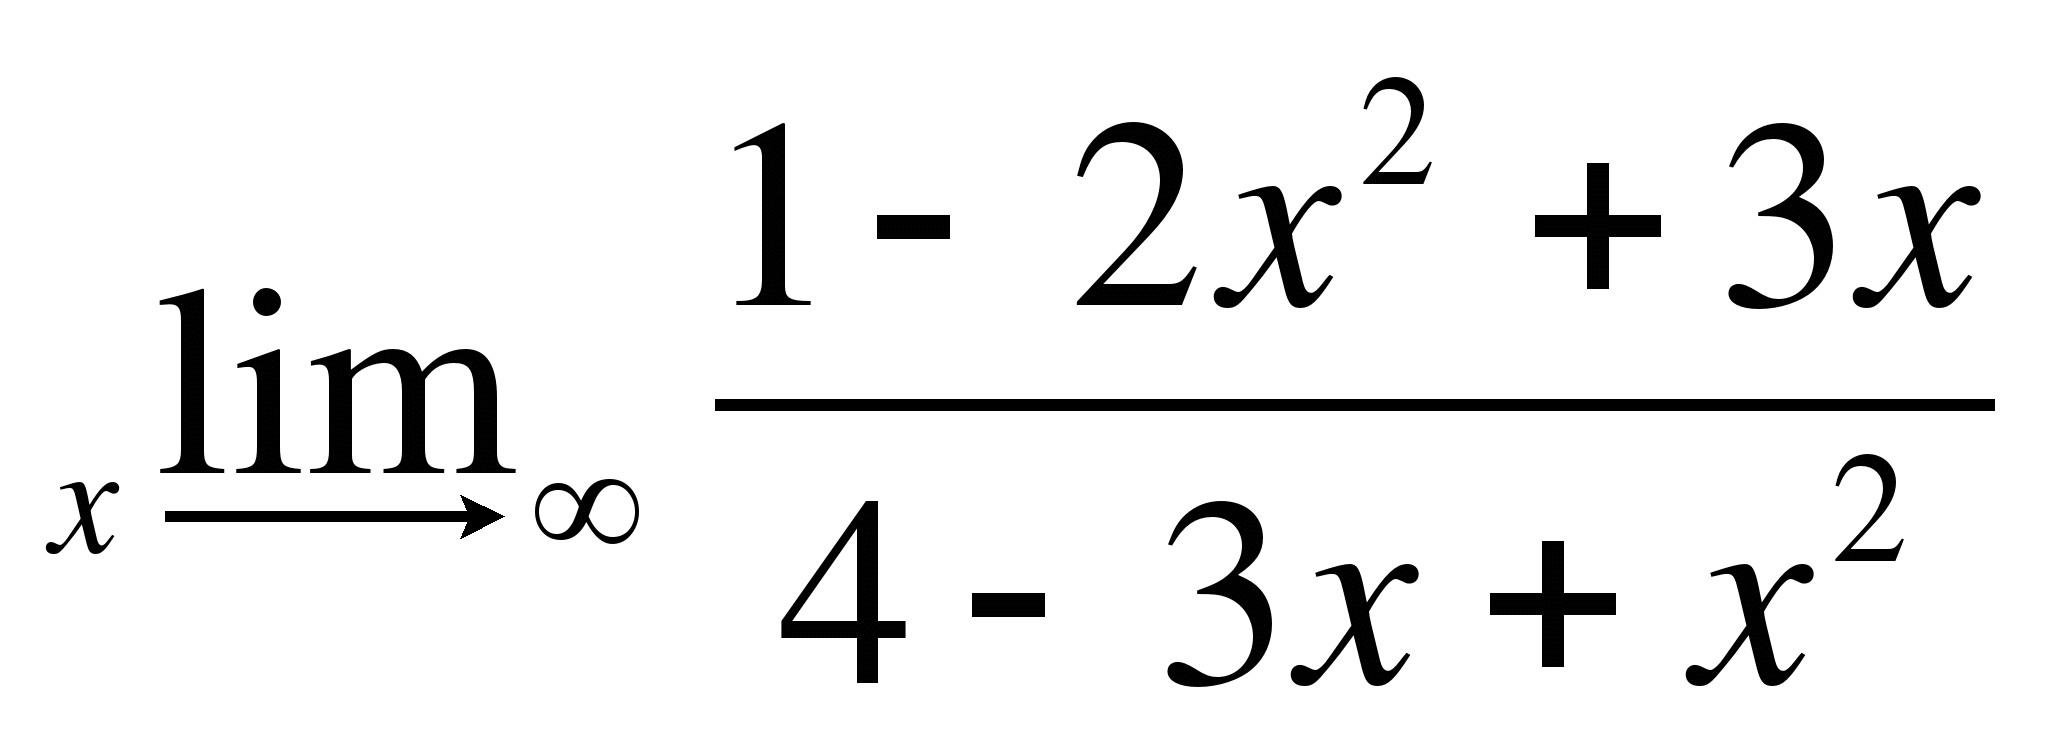 lim x→∞ (1 - 2x² + 3x) / (4 - 3x + x²)